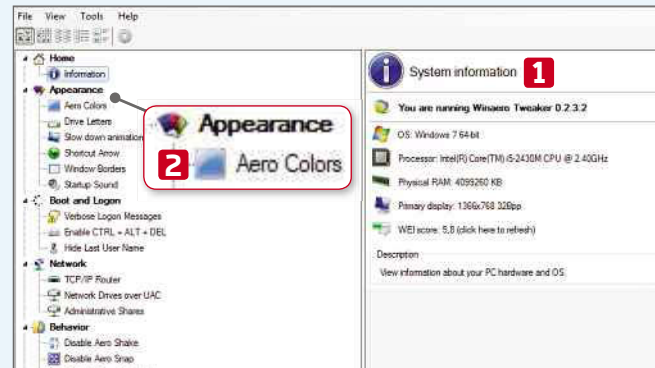 File View Tools Help
Home
Information
Appearance
Aero Colors
Drive Letters
Slow down animation
Shortcut Arrow
Window Borders
Startup Sound
Boot and Logon
Verbose Logon Messages
Enable CTRL + ALT + DEL
Hide Last User Name
Network
TCP/IP Router
Network Drives over UAC
Administrative Shares
Behavior
Disable Aero Shake
Disable Aero Snap
Appearance
2 Aero Colors
System information 1
You are running Winaero Tweaker 0.2.3.2
OS: Windows 7 64-bit
Processor: Intel(R) Core(TM) i5-2430M CPU @ 2.40GHz
Physical RAM: 4099260 KB
Primary display: 1366x768 32Bpp
WEI score: 5,8 (click here to refresh)
Description
View information about your PC hardware and OS.